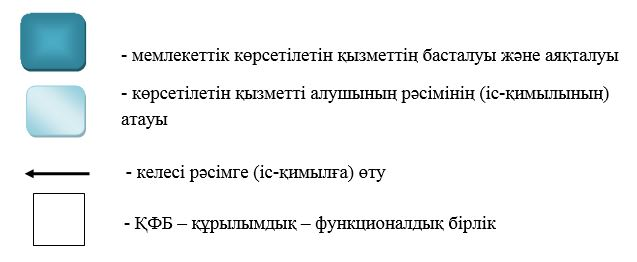 - мемлекеттік көрсетілетін қызметтің басталуы және аяқталуы
- көрсетілетін қызметті алушының рәсімінің (іс-қимылының)
атауы
- келесі рәсімге (іс-қимылға) өту
- ҚФБ – құрылымдық – функционалдық бірлік